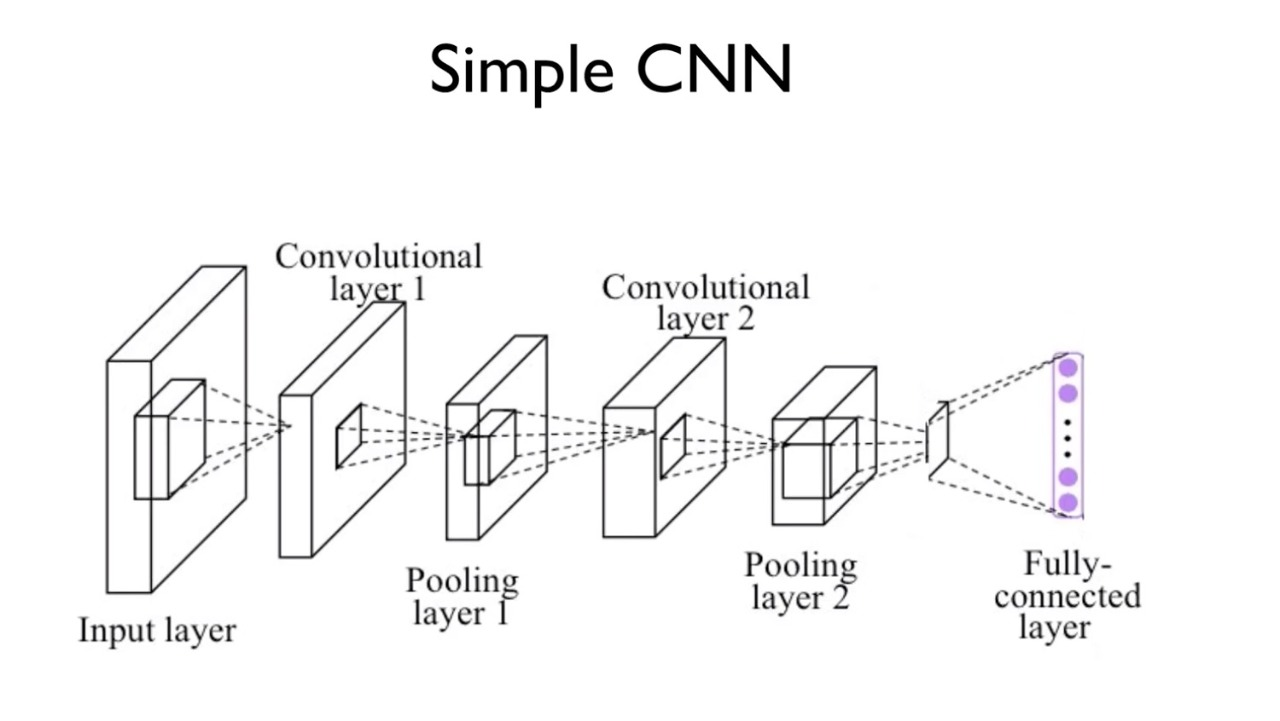 Simple CNN
Convolutional
layer 1
Convolutional
layer 2
Pooling
layer 1
Pooling
layer 2
Fully-
connected
layer
Input layer